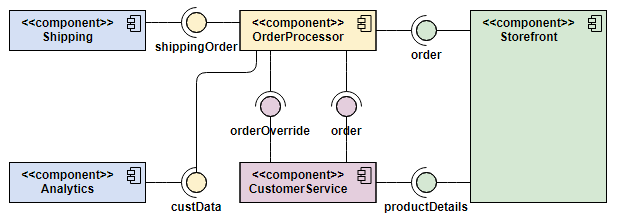 <<component>>
Shipping
shippingOrder
<<component>>
OrderProcessor
order
<<component>>
Storefront
orderOverride
order
<<component>>
Analytics
custData
<<component>>
CustomerService
productDetails